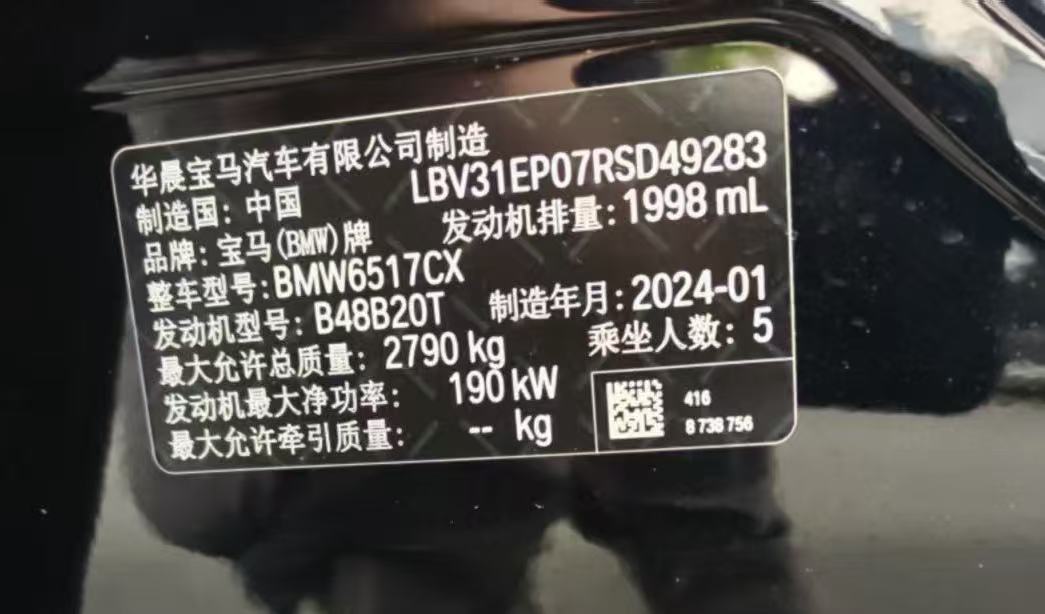 华晨宝马汽车有限公司制造
LBV31EP07RSD49283
制造国：中国
发动机排量：1998 mL
品牌：宝马(BMW)牌
整车型号：BMW6517CX
发动机型号：B48B20T
制造年月：2024-01
最大允许总质量：2790 kg
乘坐人数：5
发动机最大净功率：190 kW
最大允许牵引质量：-- kg
416
8 738 756